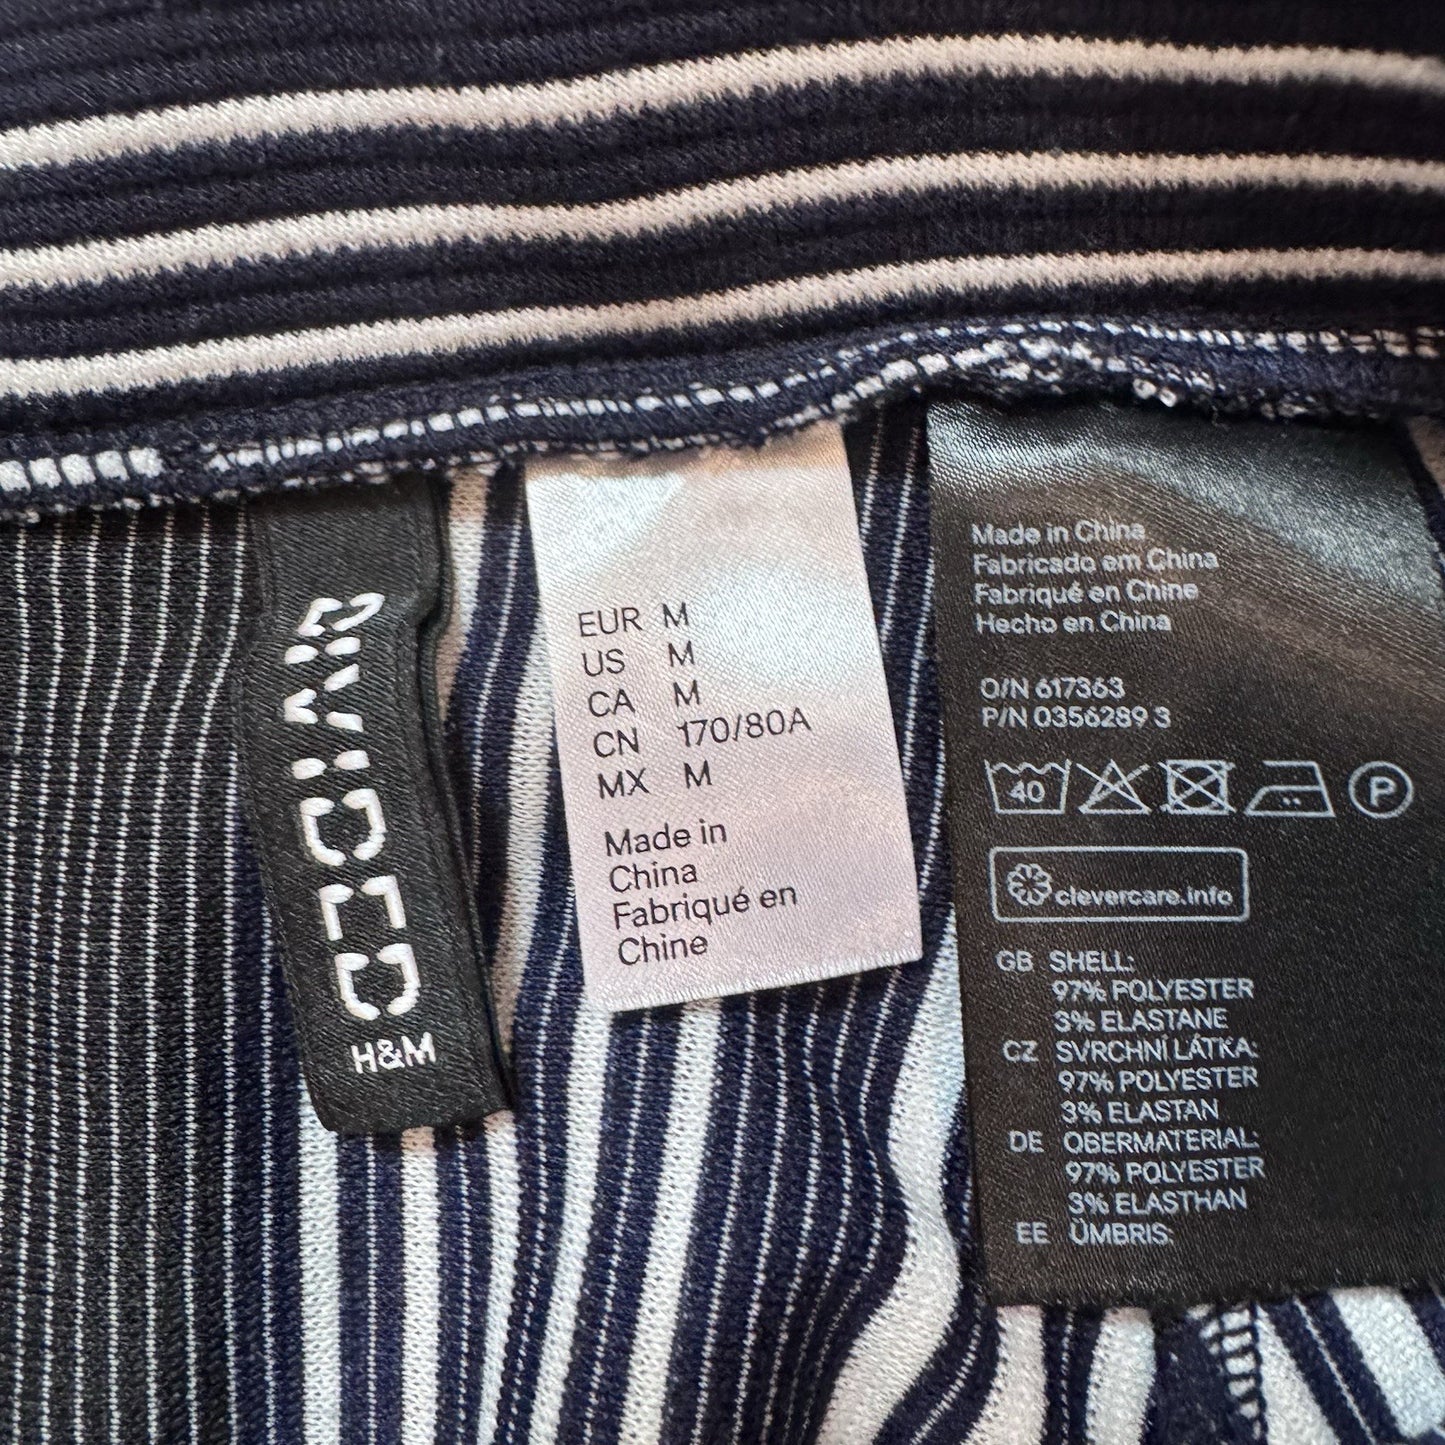 DIVIDED
H&M
EUR M
US M
CA M
CN 170/80A
MX M
Made in
China
Fabriqué en
Chine
Made in China
Fabricado em China
Fabriqué en Chine
Hecho en China
O/N 617363
P/N 0356289 3
40
P
clevercare.info
GB SHELL:
97% POLYESTER
3% ELASTANE
CZ SVRCHNÍ LÁTKA:
97% POLYESTER
3% ELASTAN
DE OBERMATERIAL:
97% POLYESTER
3% ELASTHAN
EE ÜMBRIS: